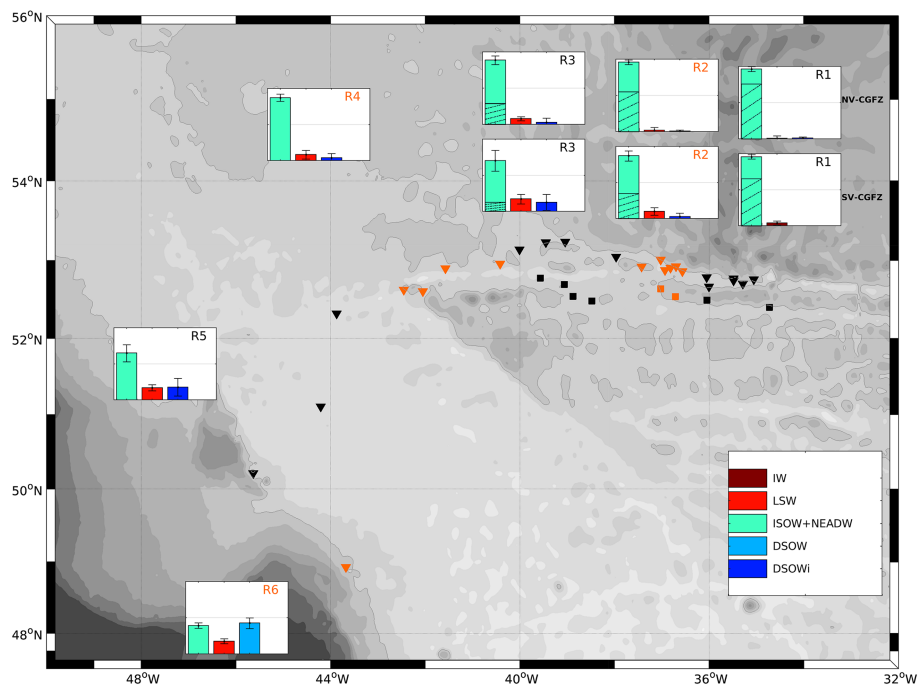 56°N
R3
R2
R1
R4
NV-CGFZ
R3
R2
R1
54°N
SV-CGFZ
52°N
R5
IW
LSW
50°N
ISOW+NEADW
DSOW
DSOWi
R6
48°N
48°W
44°W
40°W
36°W
32°W